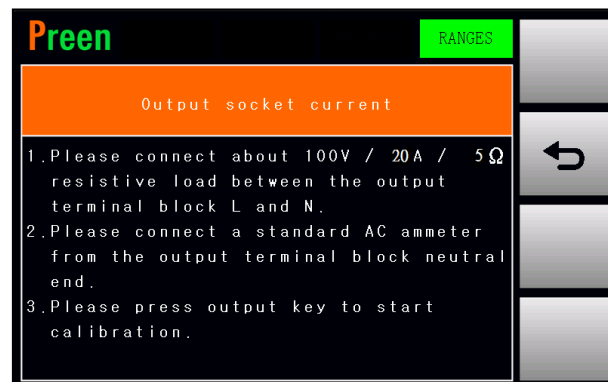 Preen
RANGES
Output socket current
1.Please connect about 100V / 20A / 5Ω
resistive load between the output
terminal block L and N.
2.Please connect a standard AC ammeter
from the output terminal block neutral
end.
3.Please press output key to start
calibration.